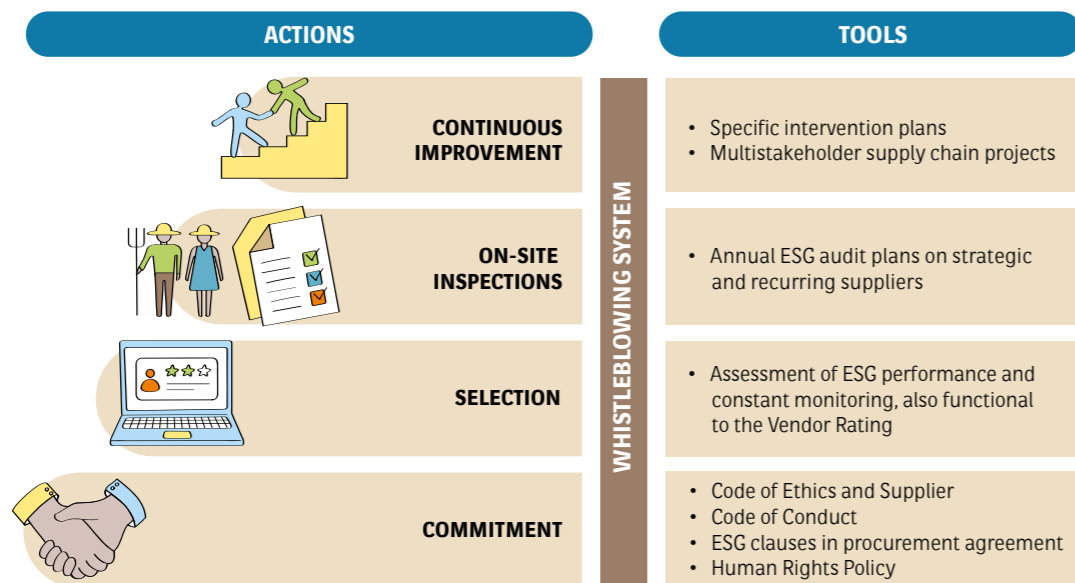 ACTIONS
TOOLS
CONTINUOUS
IMPROVEMENT
• Specific intervention plans
• Multistakeholder supply chain projects
ON-SITE
INSPECTIONS
• Annual ESG audit plans on strategic
and recurring suppliers
SELECTION
• Assessment of ESG performance and
constant monitoring, also functional
to the Vendor Rating
COMMITMENT
• Code of Ethics and Supplier
• Code of Conduct
• ESG clauses in procurement agreement
• Human Rights Policy
WHISTLEBLOWING SYSTEM